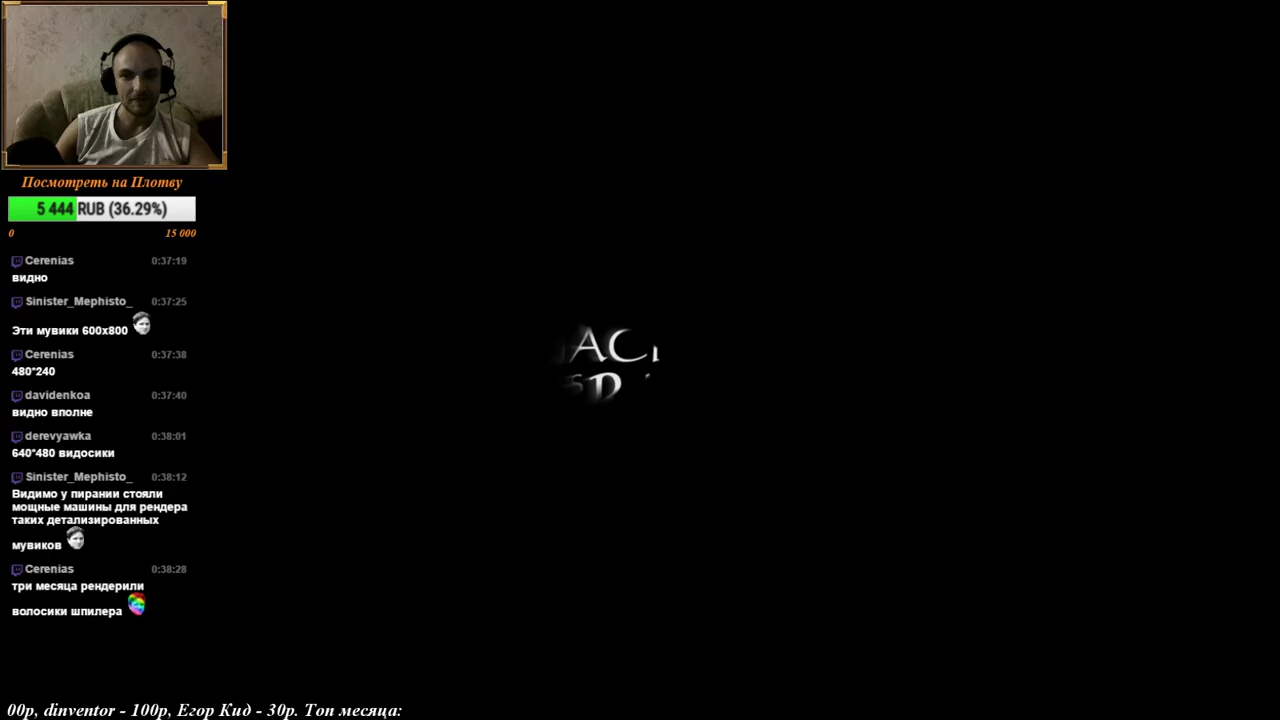 Посмотреть на Плотву
5 444 RUB (36.29%)
0 15 000
Cerenias 0:37:19
видно
Sinister_Mephisto_ 0:37:25
Эти мувики 600x800
Cerenias 0:37:38
480*240
davidenkoa 0:37:40
видно вполне
derevyawka 0:38:01
640*480 видосики
Sinister_Mephisto_ 0:38:12
Видимо у пирании стояли
мощные машины для рендера
таких детализированных
мувиков
Cerenias 0:38:28
три месяца рендерили
волосики шпилера
00р, dinventor - 100р, Егор Кид - 30р. Топ месяца: